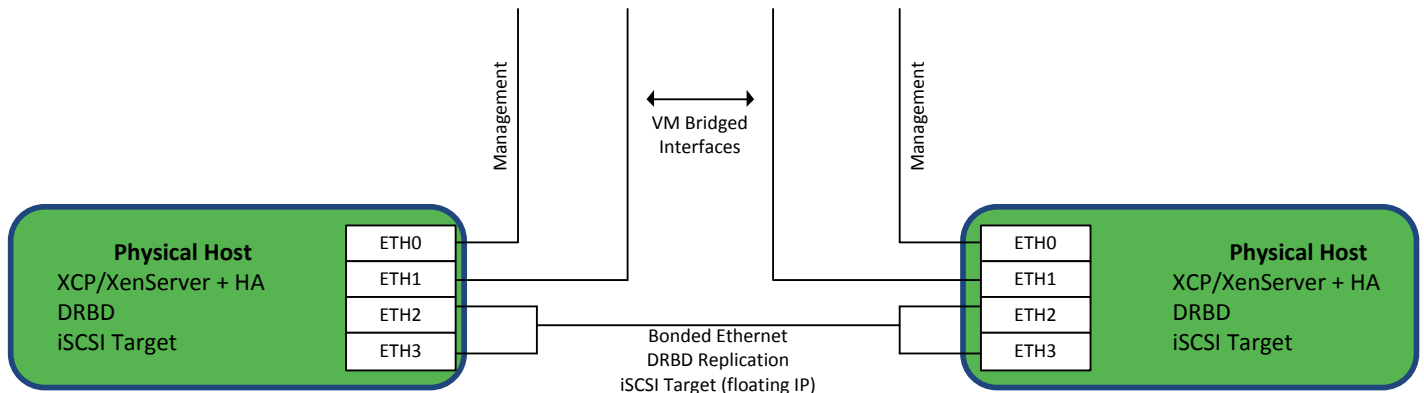 Management
VM Bridged
Interfaces
Management
Physical Host
XCP/XenServer + HA
DRBD
iSCSI Target
ETH0
ETH1
ETH2
ETH3
Bonded Ethernet
DRBD Replication
iSCSI Target (floating IP)
ETH0
ETH1
ETH2
ETH3
Physical Host
XCP/XenServer + HA
DRBD
iSCSI Target